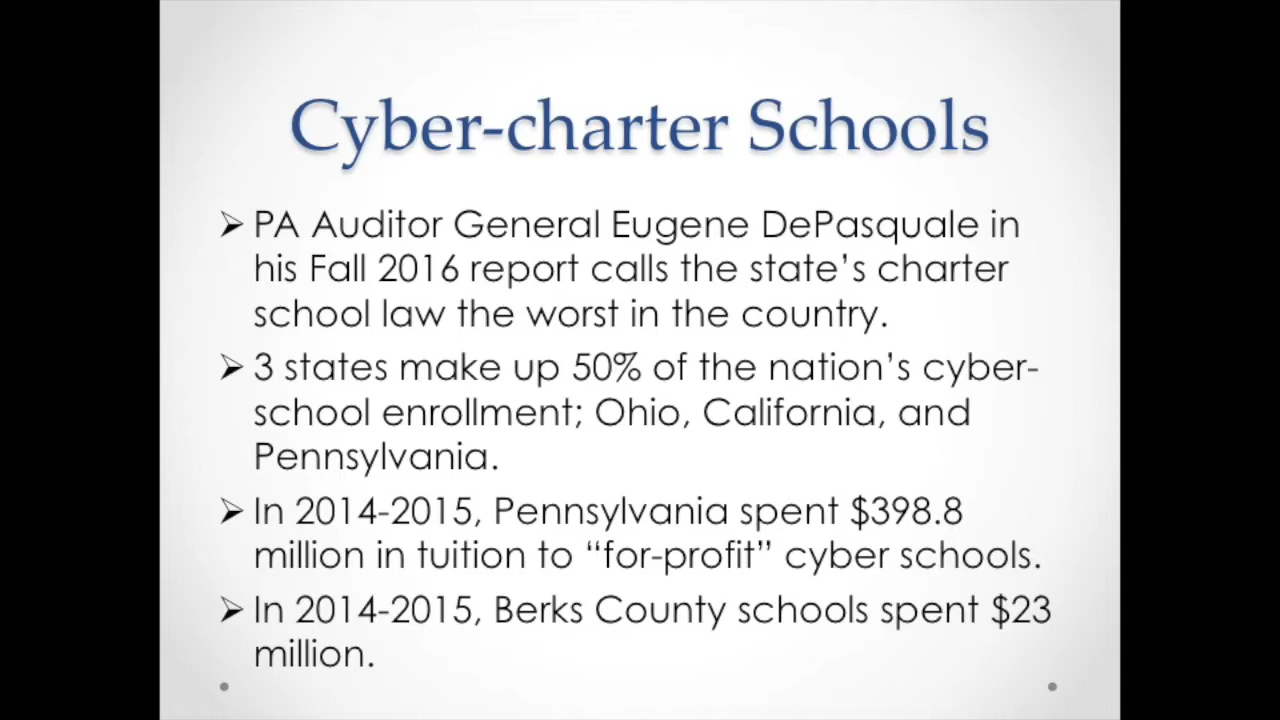 Cyber-charter Schools
➢ PA Auditor General Eugene DePasquale in
his Fall 2016 report calls the state’s charter
school law the worst in the country.
➢ 3 states make up 50% of the nation’s cyber-
school enrollment; Ohio, California, and
Pennsylvania.
➢ In 2014-2015, Pennsylvania spent $398.8
million in tuition to “for-profit” cyber schools.
➢ In 2014-2015, Berks County schools spent $23
million.